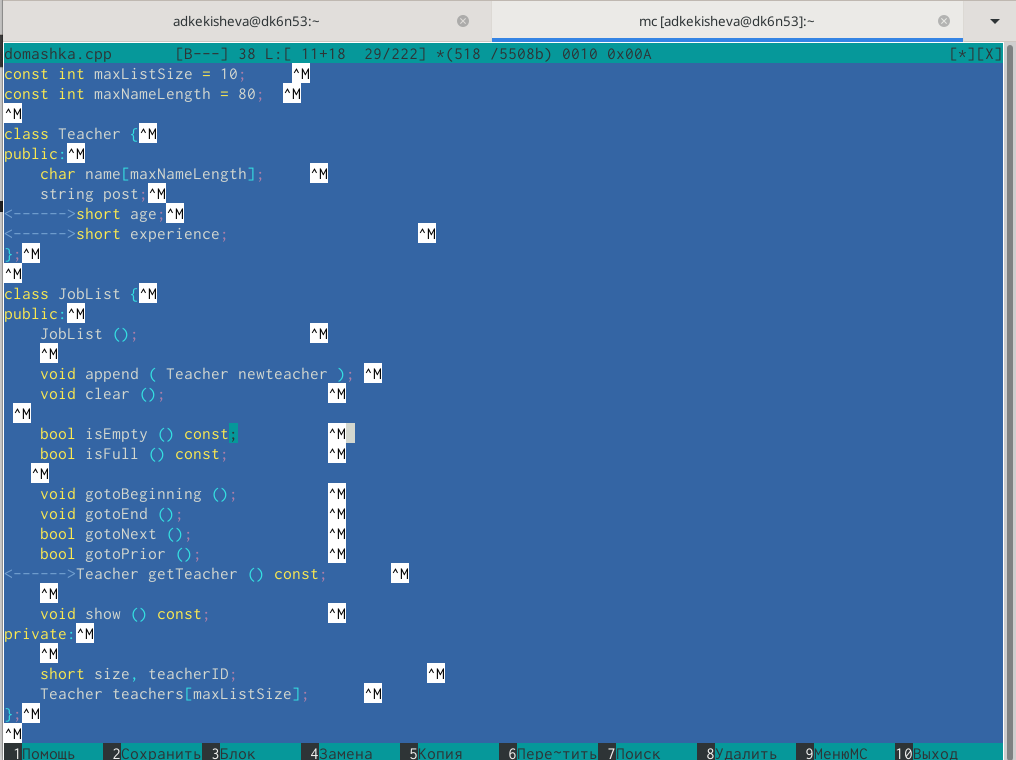 adkekisheva@dk6n53:~ mc [adkekisheva@dk6n53]:~
domashka.cpp [B---] 38 L:[ 11+18 29/222] *(518 /5508b) 0010 0x00A [*][X]
const int maxListSize = 10; ^M
const int maxNameLength = 80; ^M
^M
class Teacher {^M
public:^M
char name[maxNameLength]; ^M
string post;^M
<------>short age;^M
<------>short experience; ^M
};^M
^M
class JobList {^M
public:^M
JobList (); ^M
^M
void append ( Teacher newteacher ); ^M
void clear (); ^M
^M
bool isEmpty () const; ^M
bool isFull () const; ^M
^M
void gotoBeginning (); ^M
void gotoEnd (); ^M
bool gotoNext (); ^M
bool gotoPrior (); ^M
<------>Teacher getTeacher () const; ^M
^M
void show () const; ^M
private:^M
^M
short size, teacherID; ^M
Teacher teachers[maxListSize]; ^M
};^M
^M
1Помощь 2Сохранить 3Блок 4Замена 5Копия 6Пере~тить 7Поиск 8Удалить 9МенюMC 10Выход